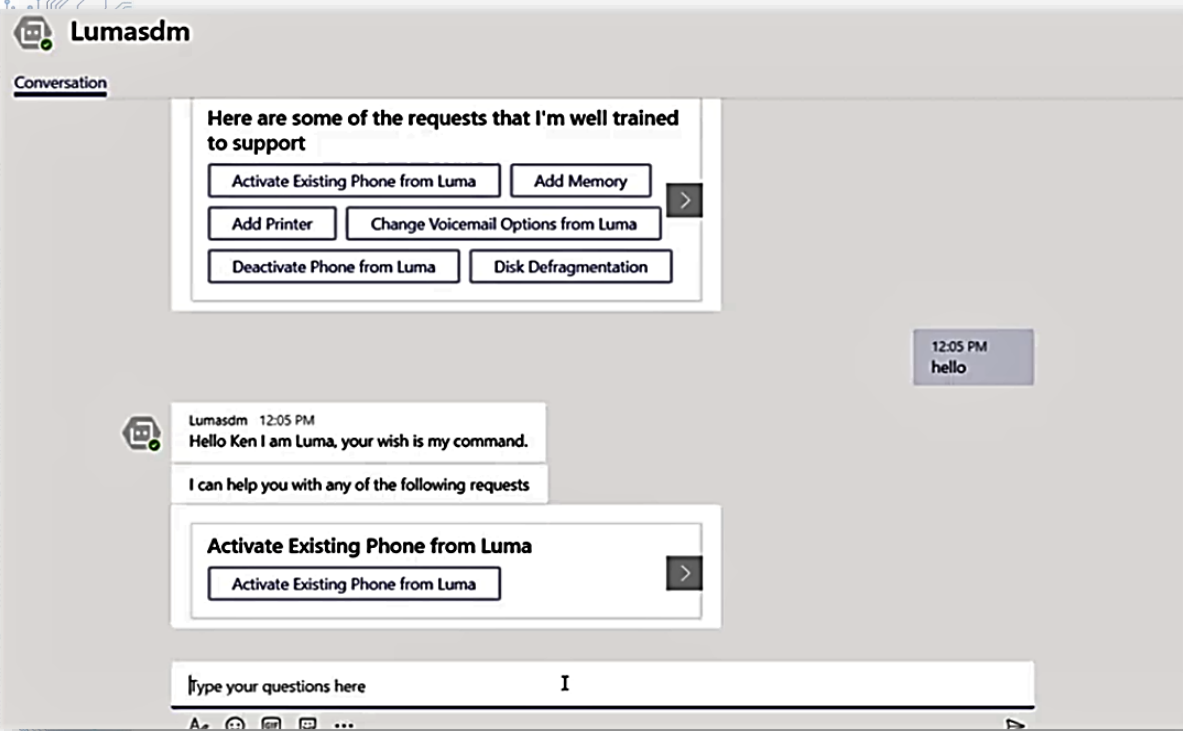 Lumasdm
Conversation
Here are some of the requests that I'm well trained
to support
Activate Existing Phone from Luma
Add Memory
Add Printer
Change Voicemail Options from Luma
Deactivate Phone from Luma
Disk Defragmentation
12:05 PM
hello
Lumasdm 12:05 PM
Hello Ken I am Luma, your wish is my command.
I can help you with any of the following requests
Activate Existing Phone from Luma
Activate Existing Phone from Luma
Type your questions here
GIF